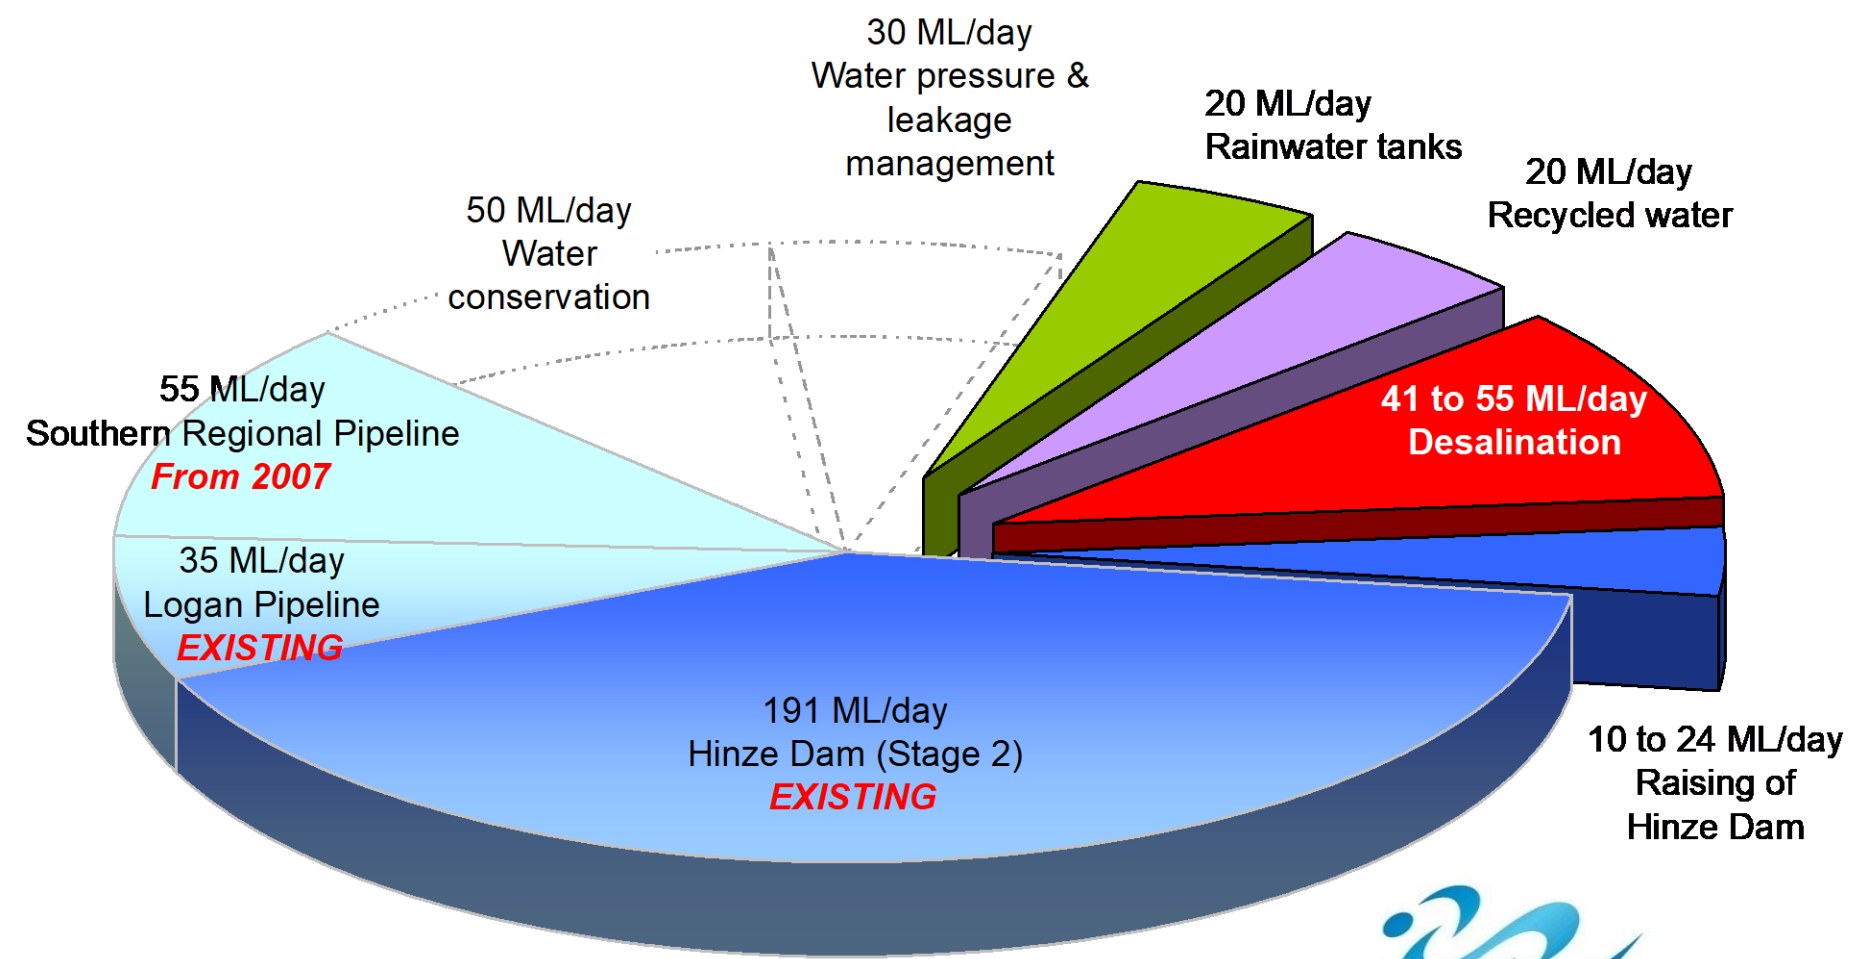 30 ML/day
Water pressure &
leakage
management
20 ML/day
Rainwater tanks
20 ML/day
Recycled water
50 ML/day
Water
conservation
55 ML/day
Southern Regional Pipeline
From 2007
41 to 55 ML/day
Desalination
35 ML/day
Logan Pipeline
EXISTING
191 ML/day
Hinze Dam (Stage 2)
EXISTING
10 to 24 ML/day
Raising of
Hinze Dam